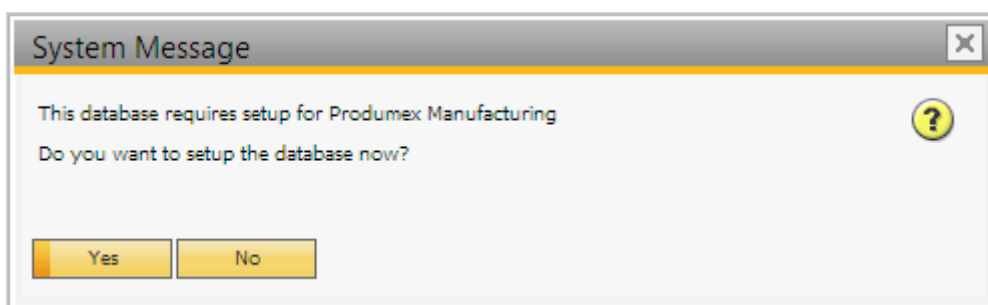 System Message
This database requires setup for Produmex Manufacturing
Do you want to setup the database now?
Yes No